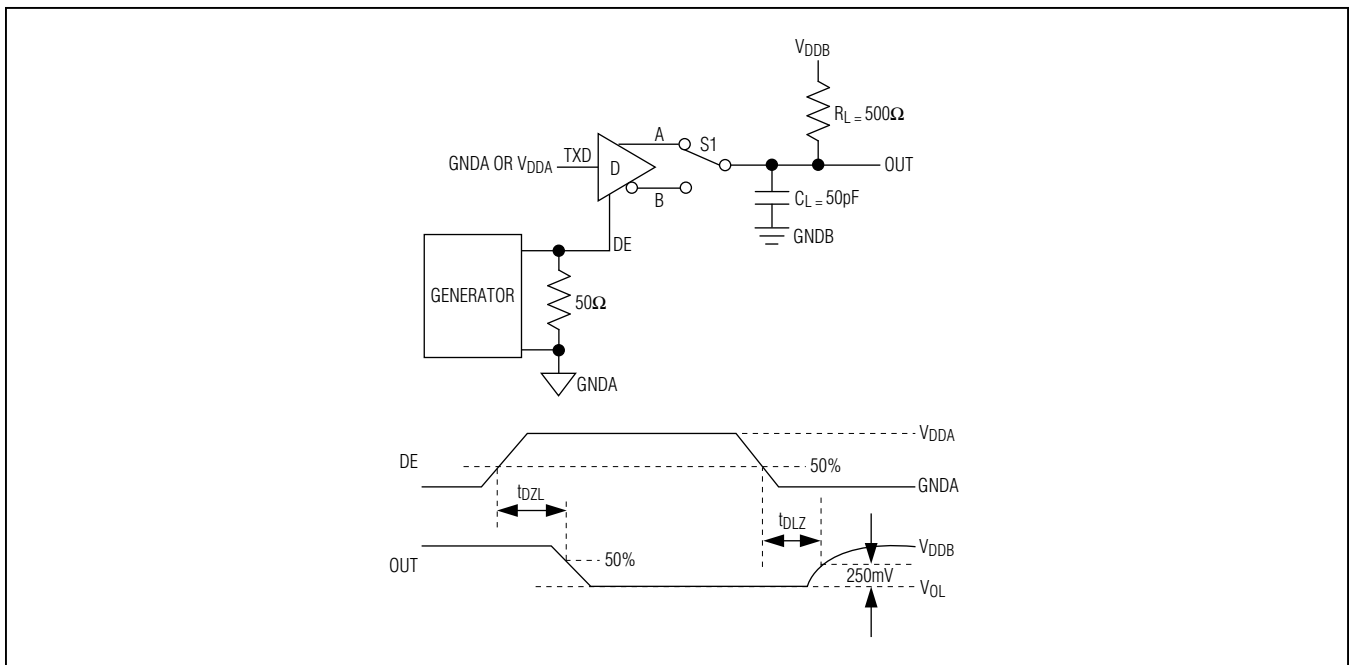 VDDB
RL = 500Ω
A
S1
GNDA OR VDDA
TXD
D
OUT
B
CL = 50pF
GNDB
DE
GENERATOR
50Ω
GNDA
VDDA
DE
50%
GNDA
tDZL
tDLZ
VDDB
OUT
50%
250mV
VOL